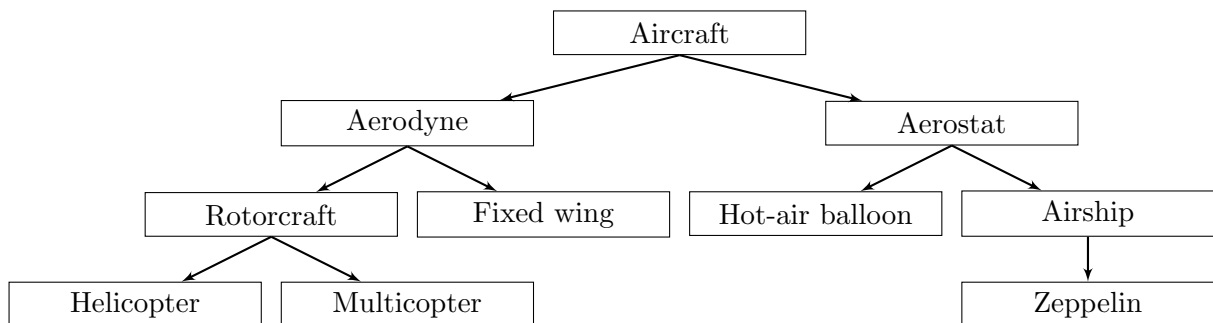 Aircraft
Aerodyne
Aerostat
Rotorcraft
Fixed wing
Hot-air balloon
Airship
Helicopter
Multicopter
Zeppelin